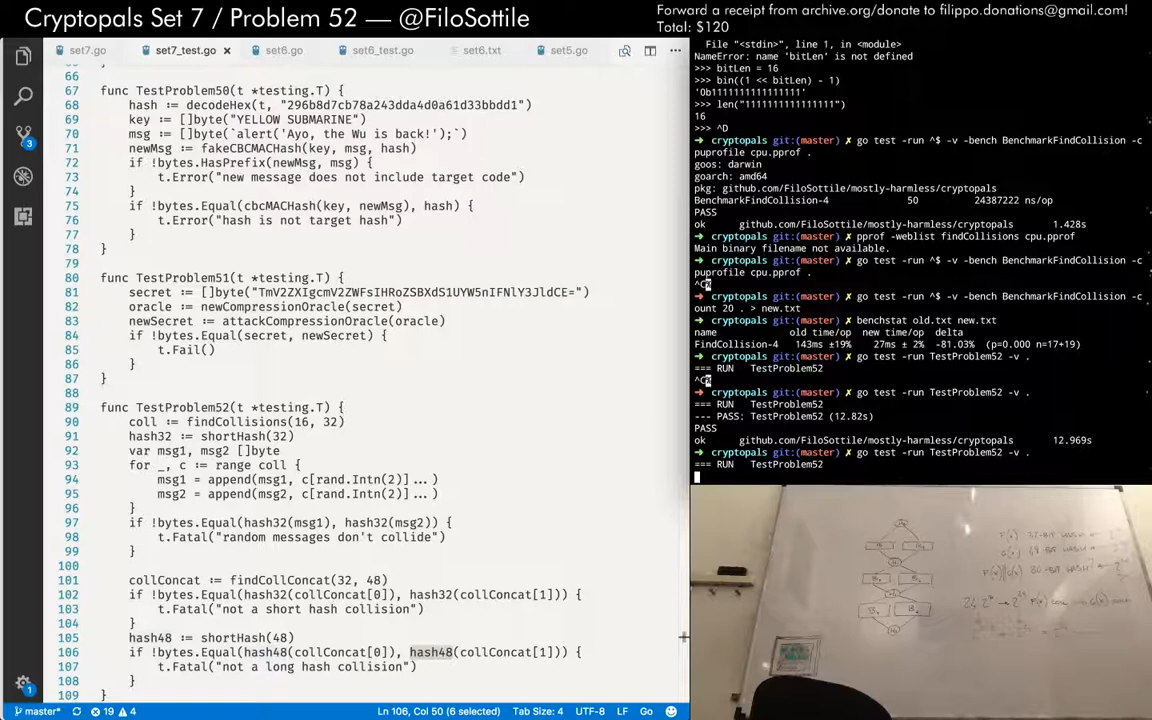 Cryptopals Set 7 / Problem 52 — @FiloSottile
Forward a receipt from archive.org/donate to filippo.donations@gmail.com!
Total: $120
set7.go
set7_test.go
set6.go
set6_test.go
set6.txt
set5.go
66
67 func TestProblem50(t *testing.T) {
68 hash := decodeHex(t, "296b8d7cb78a243dda4d0a61d33bbdd1")
69 key := []byte("YELLOW SUBMARINE")
70 msg := []byte(`alert('Ayo, the Wu is back!');`)
71 newMsg := fakeCBCMACHash(key, msg, hash)
72 if !bytes.HasPrefix(newMsg, msg) {
73 t.Error("new message does not include target code")
74 }
75 if !bytes.Equal(cbcMACHash(key, newMsg), hash) {
76 t.Error("hash is not target hash")
77 }
78 }
79
80 func TestProblem51(t *testing.T) {
81 secret := []byte("TmV2ZXIgcmV2ZWFsIHRoZSBXdS1UYW5nIFNlY3JldCE=")
82 oracle := newCompressionOracle(secret)
83 newSecret := attackCompressionOracle(oracle)
84 if !bytes.Equal(secret, newSecret) {
85 t.Fail()
86 }
87 }
88
89 func TestProblem52(t *testing.T) {
90 coll := findCollisions(16, 32)
91 hash32 := shortHash(32)
92 var msg1, msg2 []byte
93 for _, c := range coll {
94 msg1 = append(msg1, c[rand.Intn(2)]...)
95 msg2 = append(msg2, c[rand.Intn(2)]...)
96 }
97 if !bytes.Equal(hash32(msg1), hash32(msg2)) {
98 t.Fatal("random messages don't collide")
99 }
100
101 collConcat := findCollConcat(32, 48)
102 if !bytes.Equal(hash32(collConcat[0]), hash32(collConcat[1])) {
103 t.Fatal("not a short hash collision")
104 }
105 hash48 := shortHash(48)
106 if !bytes.Equal(hash48(collConcat[0]), hash48(collConcat[1])) {
107 t.Fatal("not a long hash collision")
108 }
109 }
3
1
master*
19
4
Ln 106, Col 50 (6 selected)
Tab Size: 4
UTF-8
LF
Go
File "<stdin>", line 1, in <module>
NameError: name 'bitLen' is not defined
>>> bitLen = 16
>>> bin((1 << bitLen) - 1)
'0b1111111111111111'
>>> len("1111111111111111")
16
>>> ^D
➜ cryptopals git:(master) ✗ go test -run ^$ -v -bench BenchmarkFindCollision -c
puprofile cpu.pprof .
goos: darwin
goarch: amd64
pkg: github.com/FiloSottile/mostly-harmless/cryptopals
BenchmarkFindCollision-4 50 24387222 ns/op
PASS
ok github.com/FiloSottile/mostly-harmless/cryptopals 1.428s
➜ cryptopals git:(master) ✗ pprof -weblist findCollisions cpu.pprof
Main binary filename not available.
➜ cryptopals git:(master) ✗ go test -run ^$ -v -bench BenchmarkFindCollision -c
puprofile cpu.pprof .
➜ cryptopals git:(master) ✗ go test -run ^$ -v -bench BenchmarkFindCollision -c
ount 20 . > new.txt
➜ cryptopals git:(master) ✗ benchstat old.txt new.txt
name old time/op new time/op delta
FindCollision-4 143ms ±19% 27ms ± 2% -81.03% (p=0.000 n=17+19)
➜ cryptopals git:(master) ✗ go test -run TestProblem52 -v .
=== RUN TestProblem52
➜ cryptopals git:(master) ✗ go test -run TestProblem52 -v .
=== RUN TestProblem52
--- PASS: TestProblem52 (12.82s)
PASS
ok github.com/FiloSottile/mostly-harmless/cryptopals 12.969s
➜ cryptopals git:(master) ✗ go test -run TestProblem52 -v .
=== RUN TestProblem52